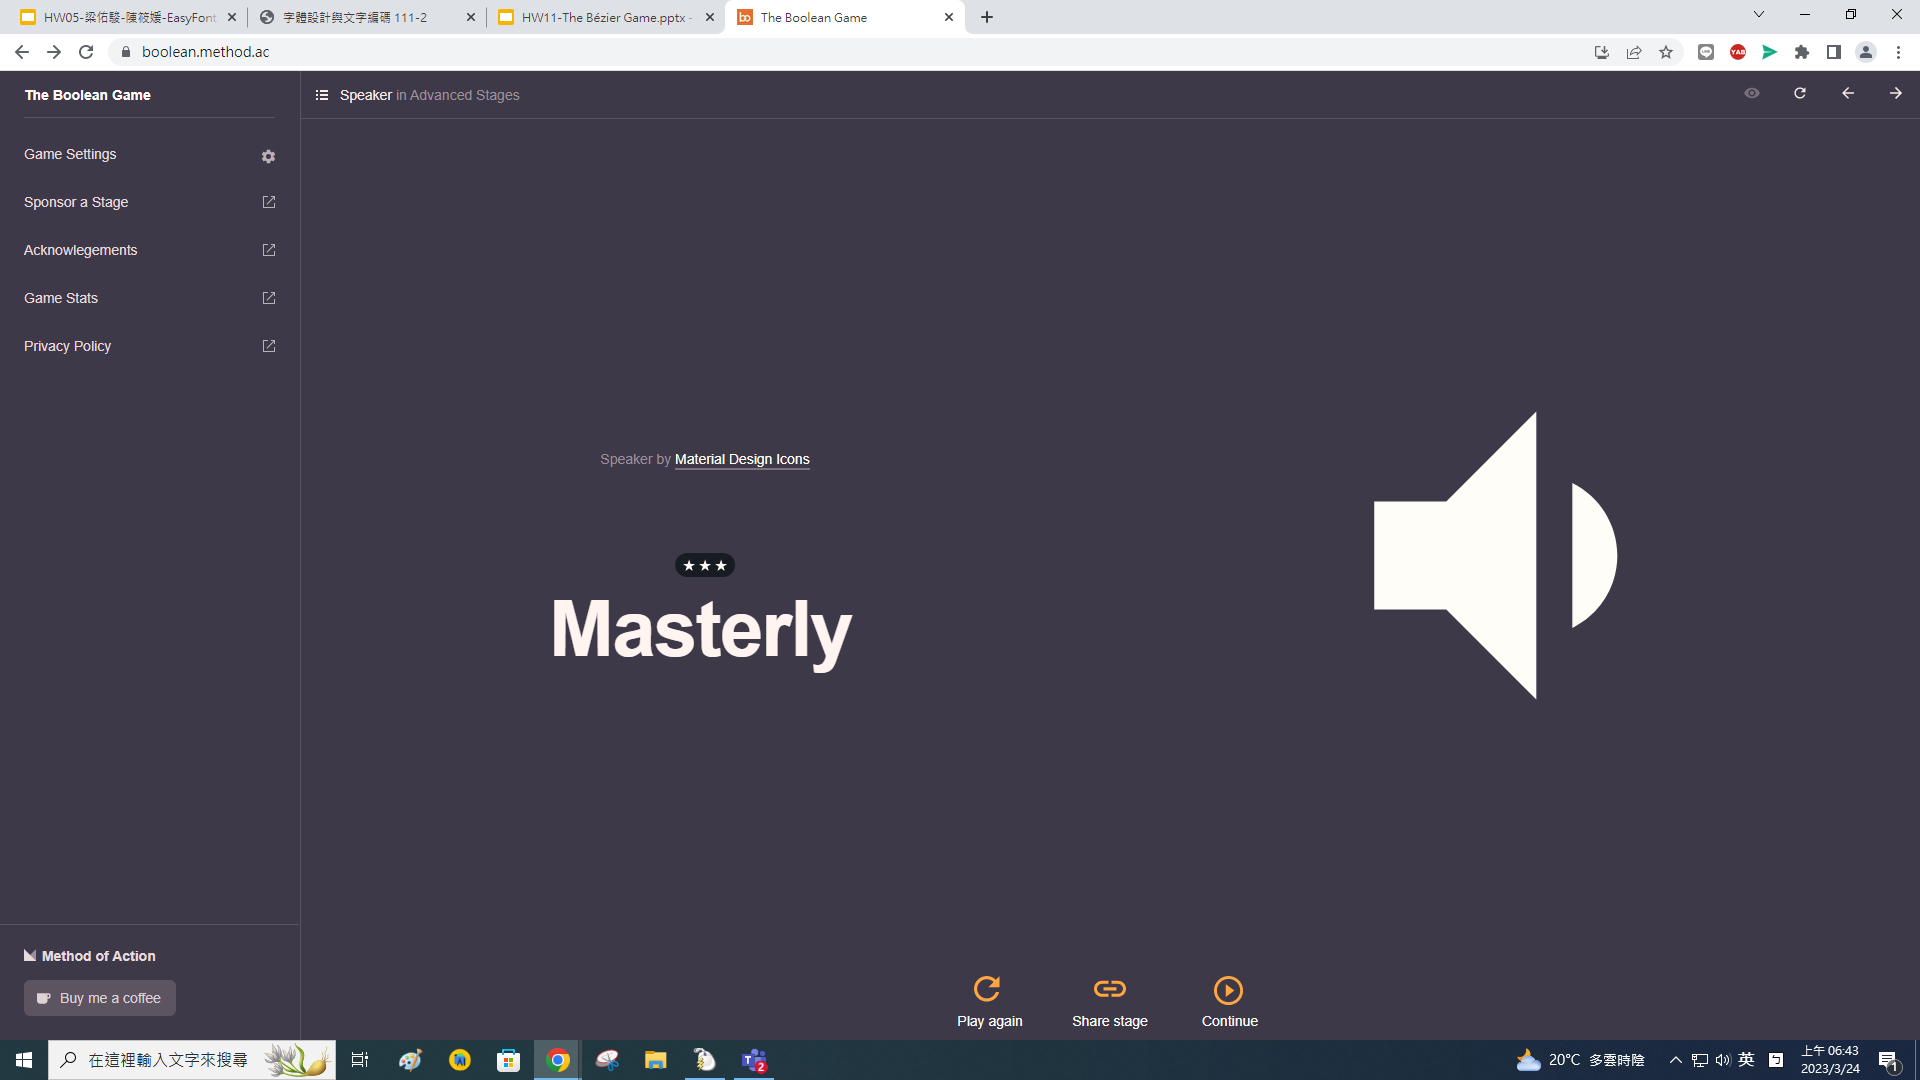 HW05-梁佑駿-陳筱媛-EasyFont
字體設計與文字編碼 111-2
HW11-The Bézier Game.pptx -
The Boolean Game
boolean.method.ac
YAB
The Boolean Game
Speaker in Advanced Stages
Game Settings
Sponsor a Stage
Acknowlegements
Game Stats
Privacy Policy
Speaker by Material Design Icons
Masterly
Method of Action
Buy me a coffee
Play again
Share stage
Continue
在這裡輸入文字來搜尋
2
20°C 多雲時陰
英
上午 06:43
2023/3/24
1